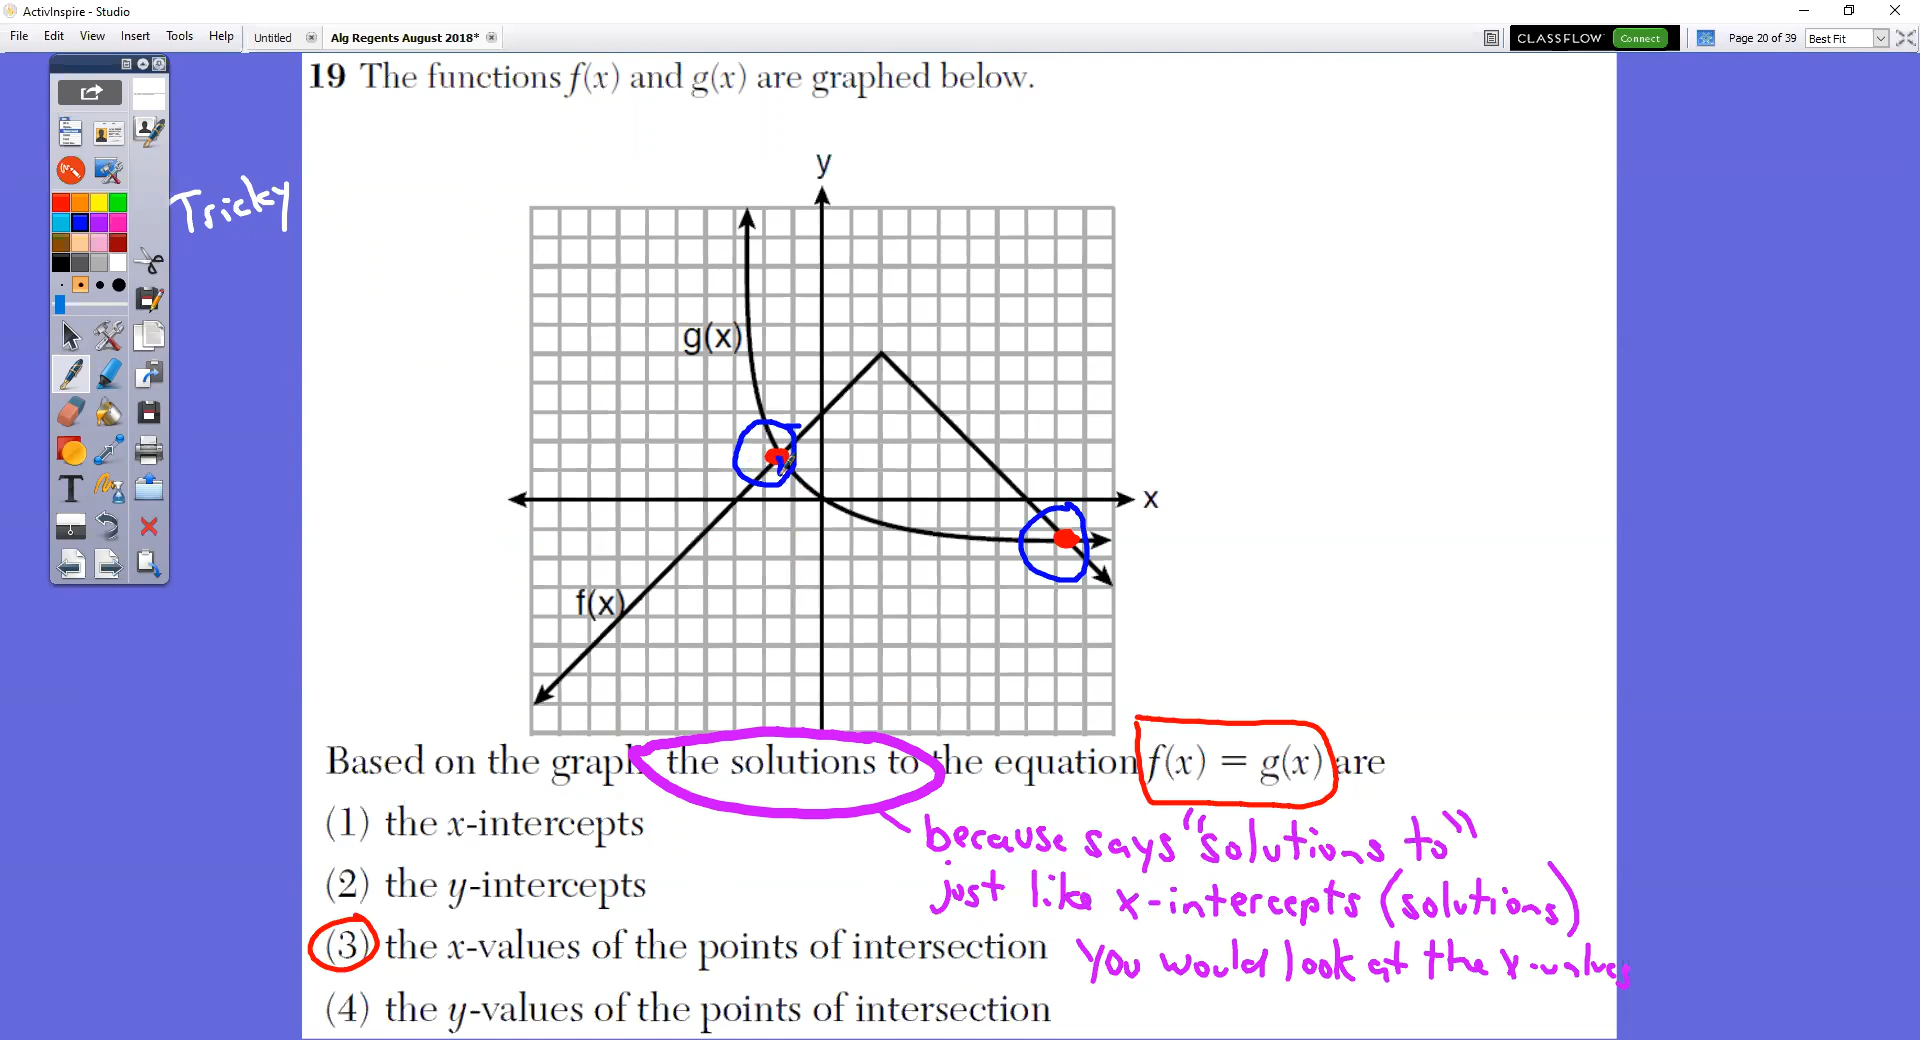 ActivInspire - Studio
File Edit View Insert Tools Help Untitled Alg Regents August 2018* CLASSFLOW Connect Page 20 of 39 Best Fit
19 The functions f(x) and g(x) are graphed below.
Tricky
y
g(x)
x
f(x)
T
Based on the graph the solutions to the equation f(x) = g(x) are
(1) the x-intercepts
because says "solutions to"
(2) the y-intercepts
just like x-intercepts (solutions)
(3) the x-values of the points of intersection
You would look at the x-values
(4) the y-values of the points of intersection